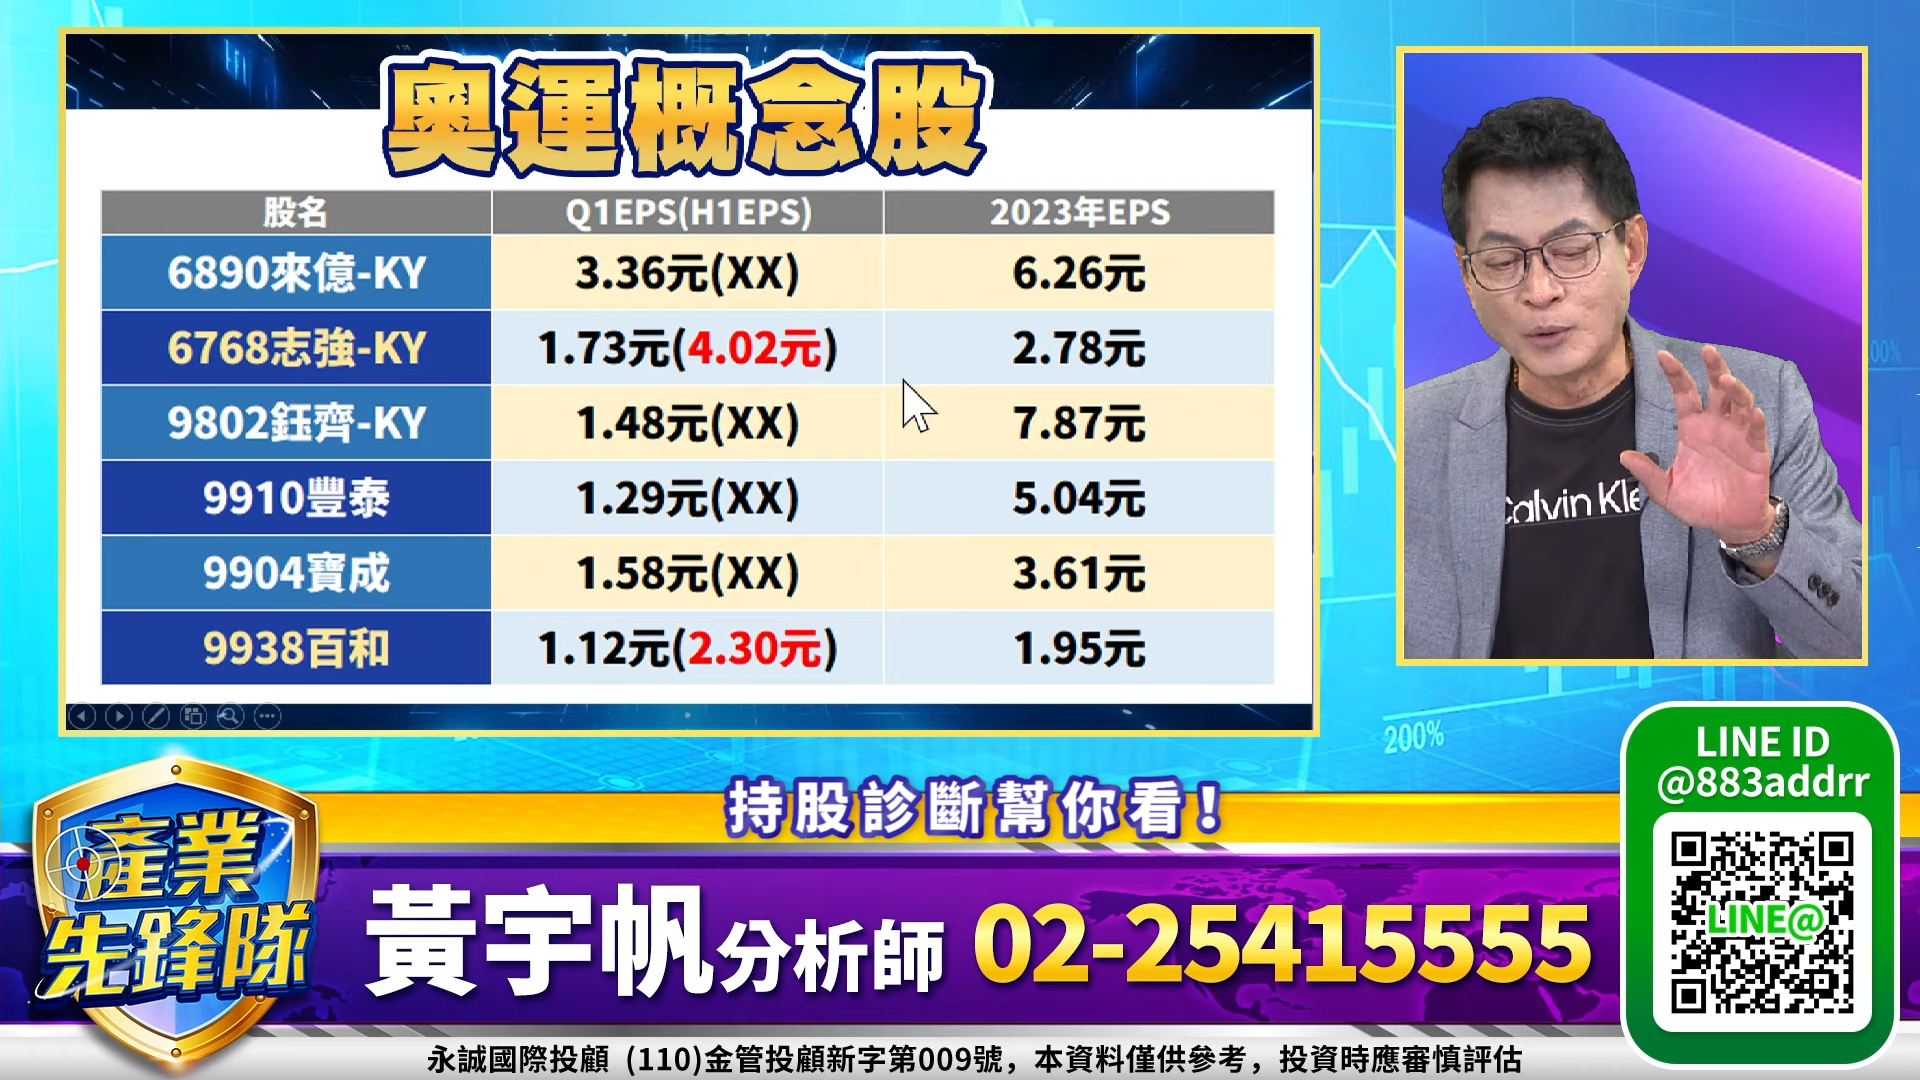 奧運概念股
股名 Q1EPS(H1EPS) 2023年EPS
6890來億-KY 3.36元(XX) 6.26元
6768志強-KY 1.73元(4.02元) 2.78元
9802鈺齊-KY 1.48元(XX) 7.87元
9910豐泰 1.29元(XX) 5.04元
9904寶成 1.58元(XX) 3.61元
9938百和 1.12元(2.30元) 1.95元
Calvin Kle
00%
200%
LINE ID
@883addrr
LINE@
持股診斷幫你看!
產業
先鋒隊
黃宇帆分析師 02-25415555
永誠國際投顧 (110)金管投顧新字第009號，本資料僅供參考，投資時應審慎評估